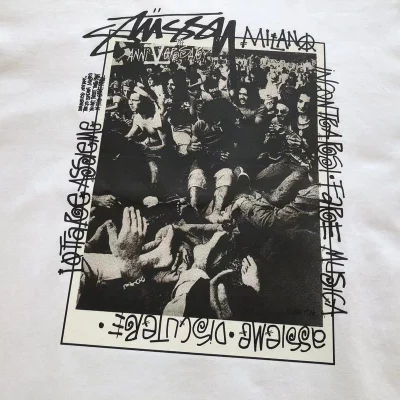 STÜSSY
MILANO
INCONTRARSI • FARE MUSICA
ASSIEME • DISCUTERE •
LOTTARE ASSIEME